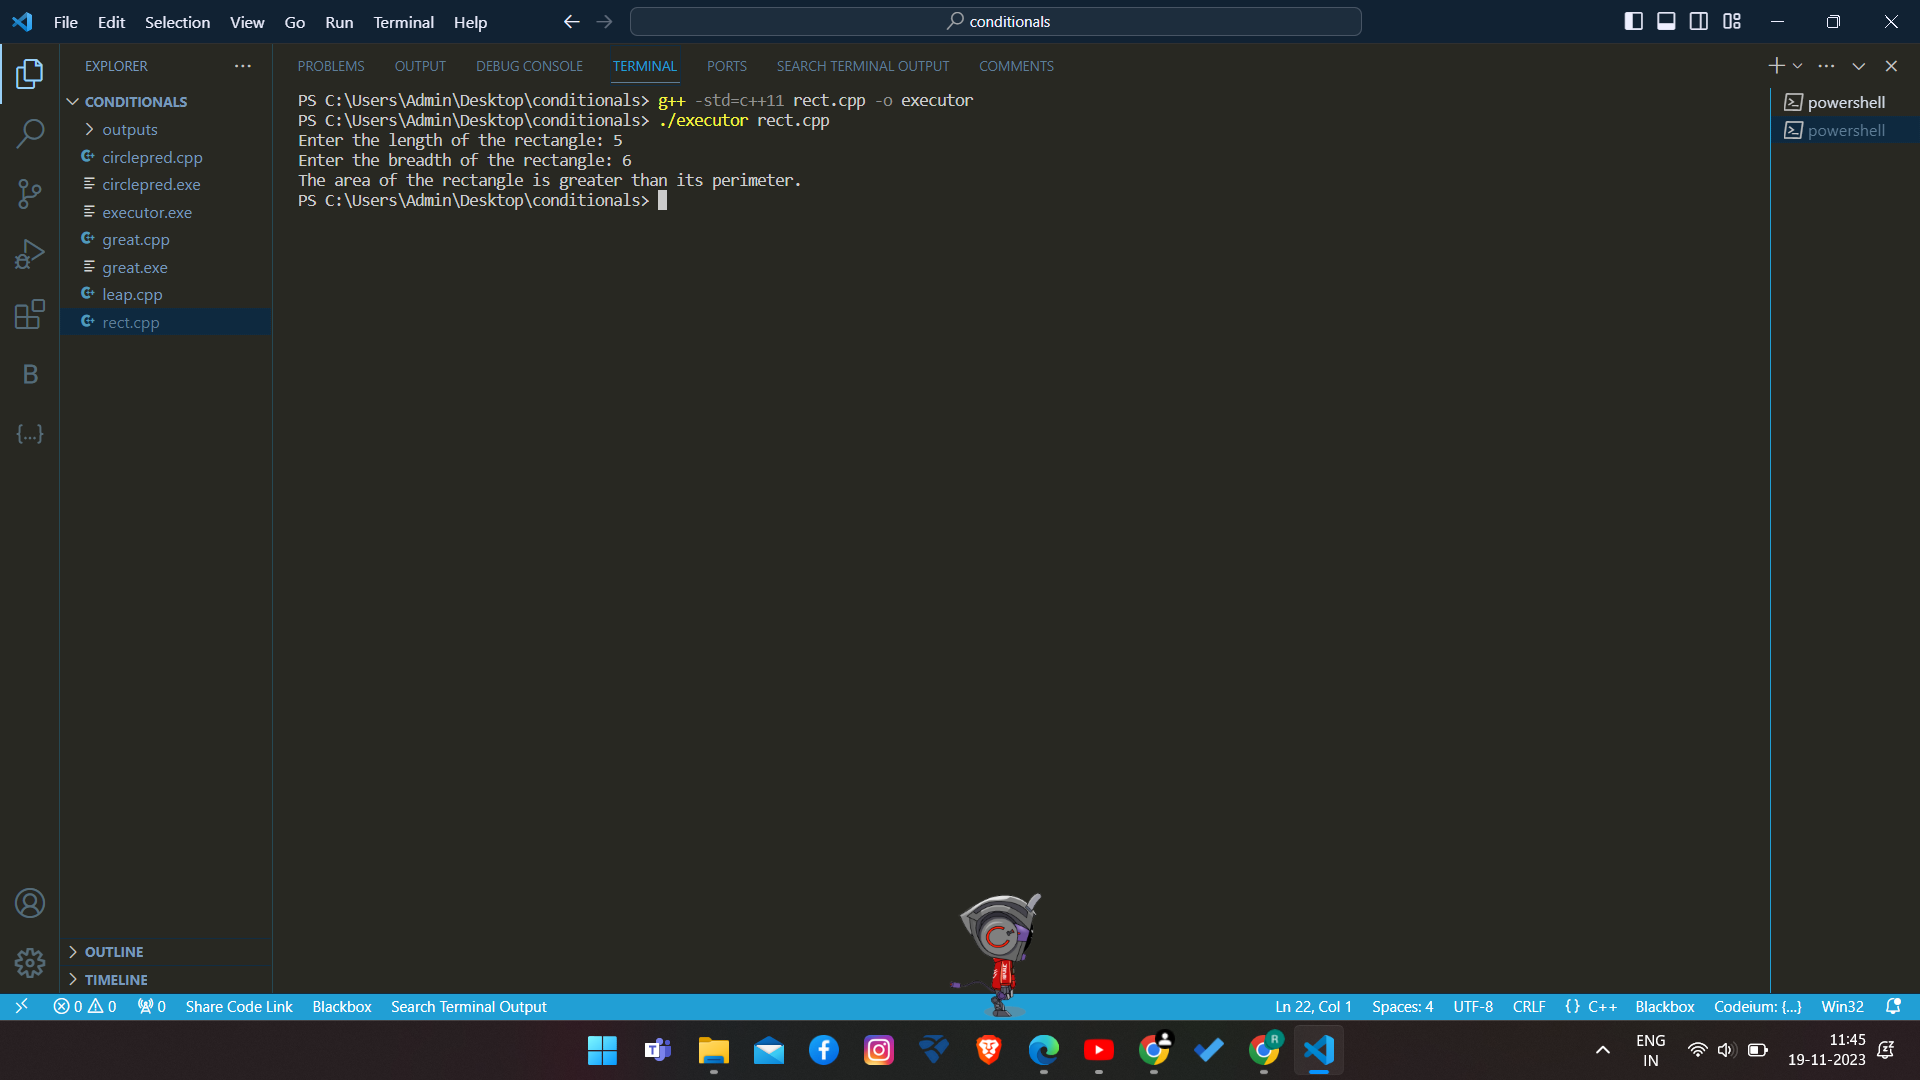 File Edit Selection View Go Run Terminal Help
conditionals
EXPLORER
CONDITIONALS
outputs
circlepred.cpp
circlepred.exe
executor.exe
great.cpp
great.exe
leap.cpp
rect.cpp
OUTLINE
TIMELINE
B
{...}
PROBLEMS OUTPUT DEBUG CONSOLE TERMINAL PORTS SEARCH TERMINAL OUTPUT COMMENTS
PS C:\Users\Admin\Desktop\conditionals> g++ -std=c++11 rect.cpp -o executor
PS C:\Users\Admin\Desktop\conditionals> ./executor rect.cpp
Enter the length of the rectangle: 5
Enter the breadth of the rectangle: 6
The area of the rectangle is greater than its perimeter.
PS C:\Users\Admin\Desktop\conditionals>
powershell
powershell
0 0 0 Share Code Link Blackbox Search Terminal Output Ln 22, Col 1 Spaces: 4 UTF-8 CRLF {} C++ Blackbox Codeium: {...} Win32
ENG
IN
11:45
19-11-2023